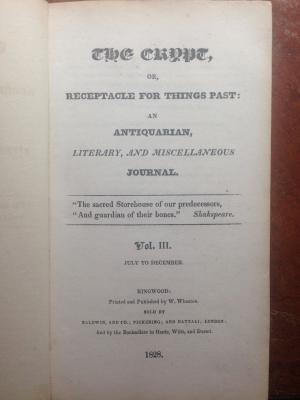 THE CRYPT,
OR,
RECEPTACLE FOR THINGS PAST:
AN
ANTIQUARIAN,
LITERARY, AND MISCELLANEOUS
JOURNAL.
"The sacred Storehouse of our predecessors,
"And guardian of their bones." Shakspeare.
Vol. III.
JULY TO DECEMBER.
RINGWOOD:
Printed and Published by W. Wheaton.
SOLD BY
BALDWIN, AND CO.; PICKERING; AND NATTALI, LONDON:
And by the Booksellers in Hants, Wilts, and Dorset.
1828.